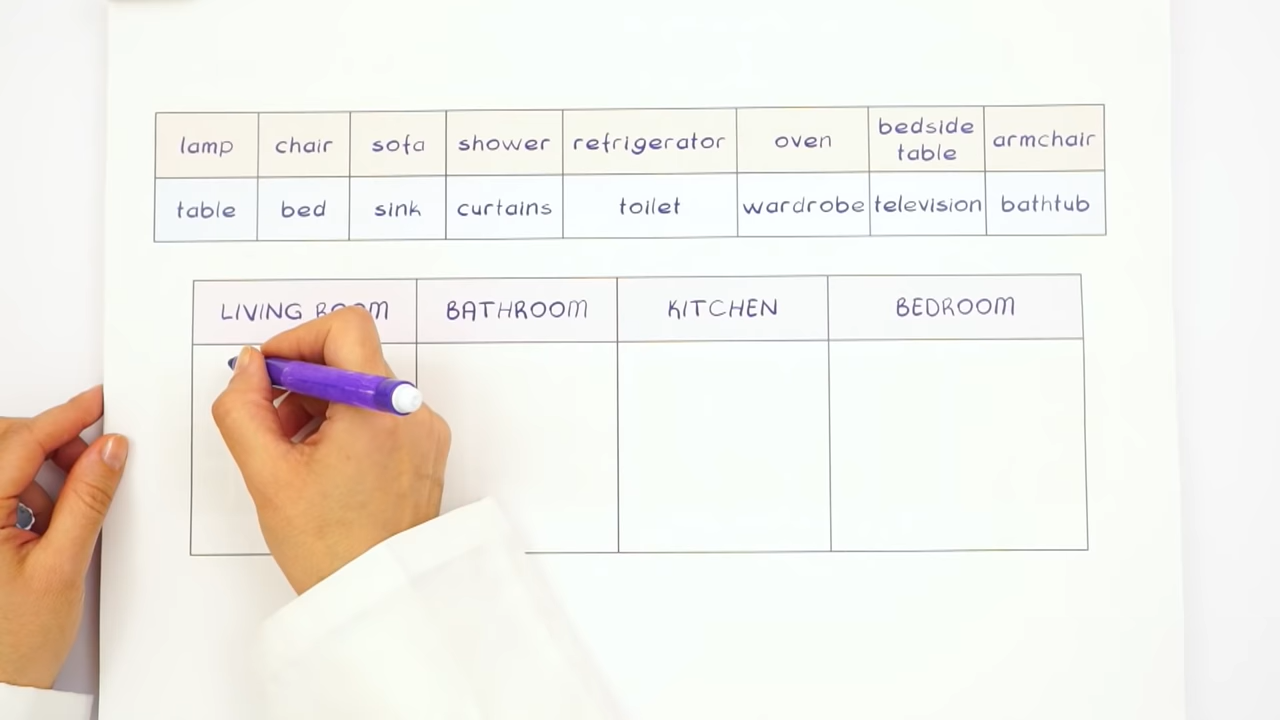 lamp chair sofa shower refrigerator oven bedside table armchair
table bed sink curtains toilet wardrobe television bathtub
LIVING ROOM BATHROOM KITCHEN BEDROOM